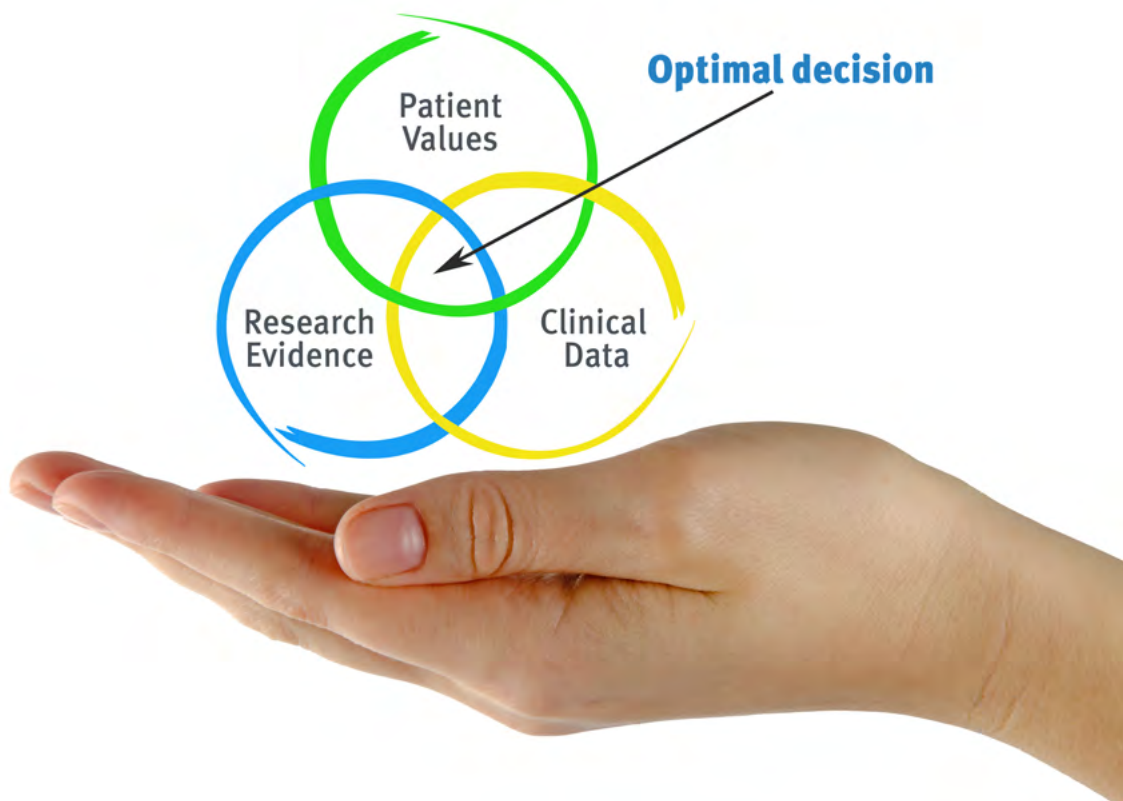 Optimal decision
Patient
Values
Research
Evidence
Clinical
Data